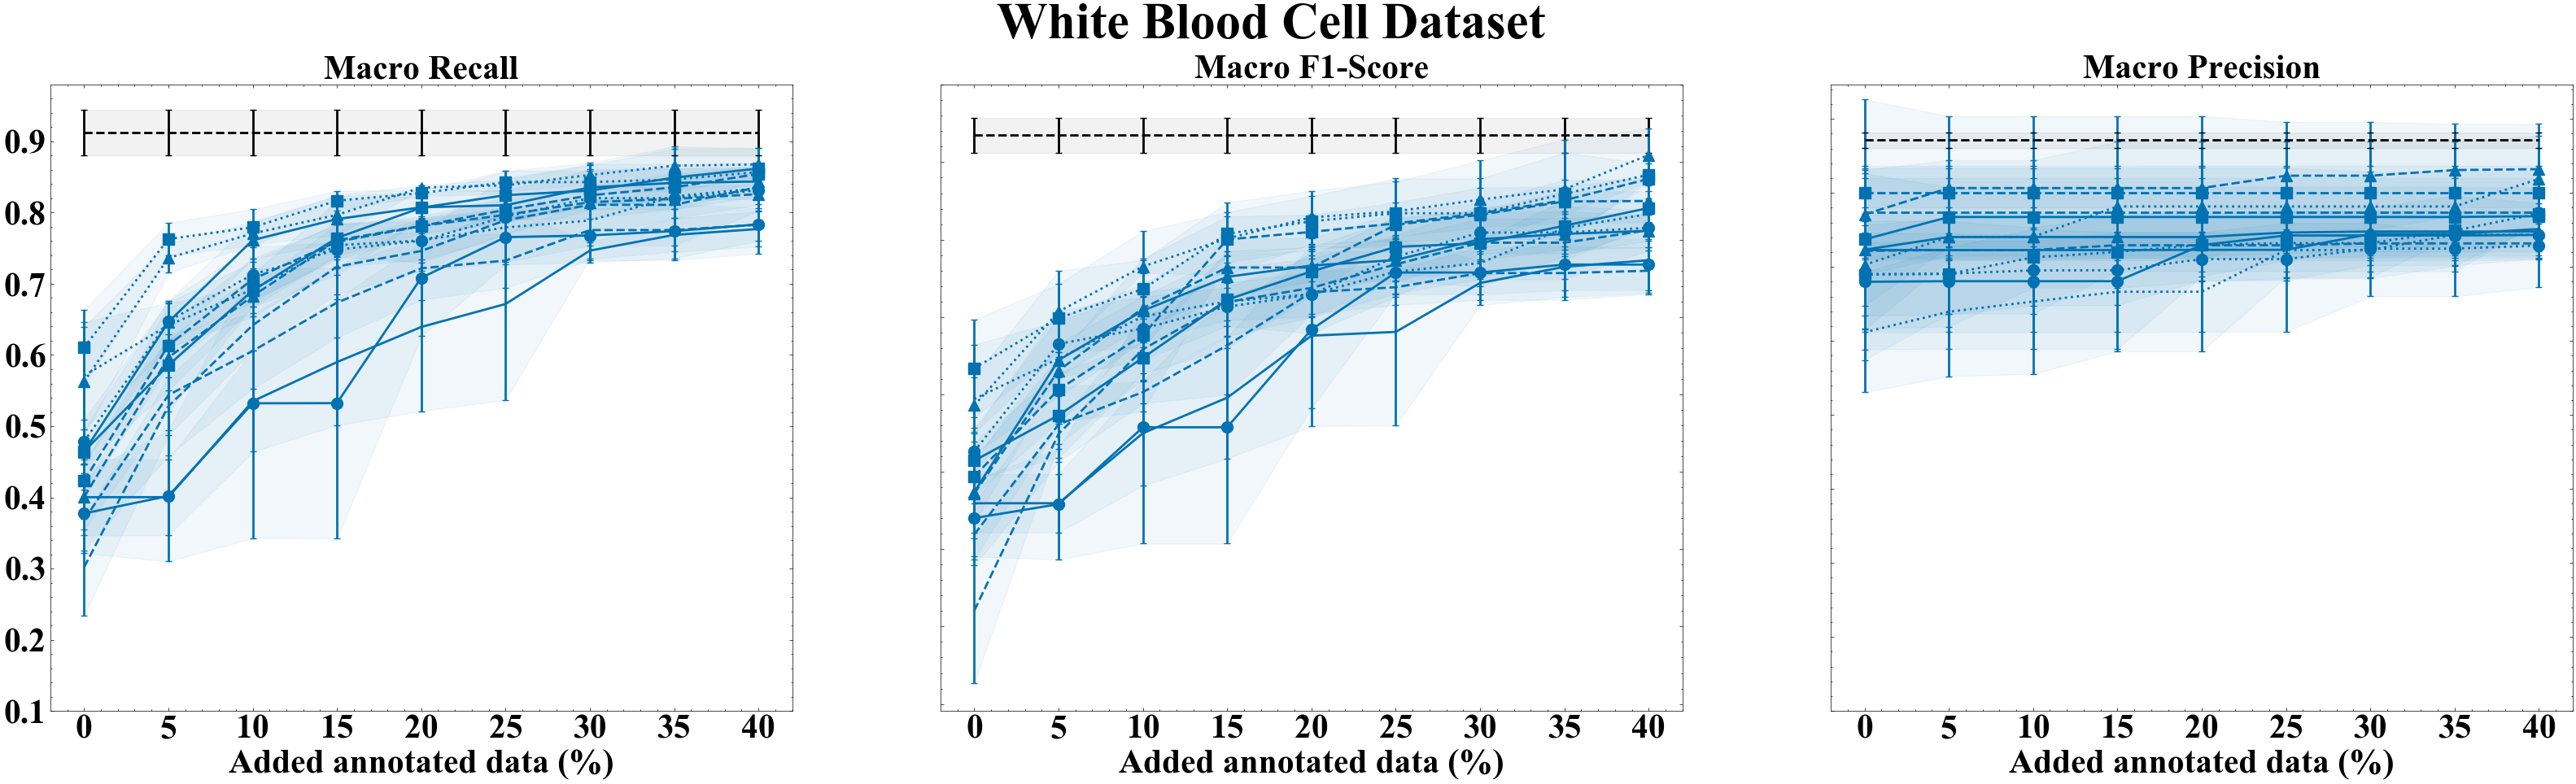 White Blood Cell Dataset
Macro Recall
Macro F1-Score
Macro Precision
0.9
0.8
0.7
0.6
0.5
0.4
0.3
0.2
0.1
0 5 10 15 20 25 30 35 40
0 5 10 15 20 25 30 35 40
0 5 10 15 20 25 30 35 40
Added annotated data (%)
Added annotated data (%)
Added annotated data (%)